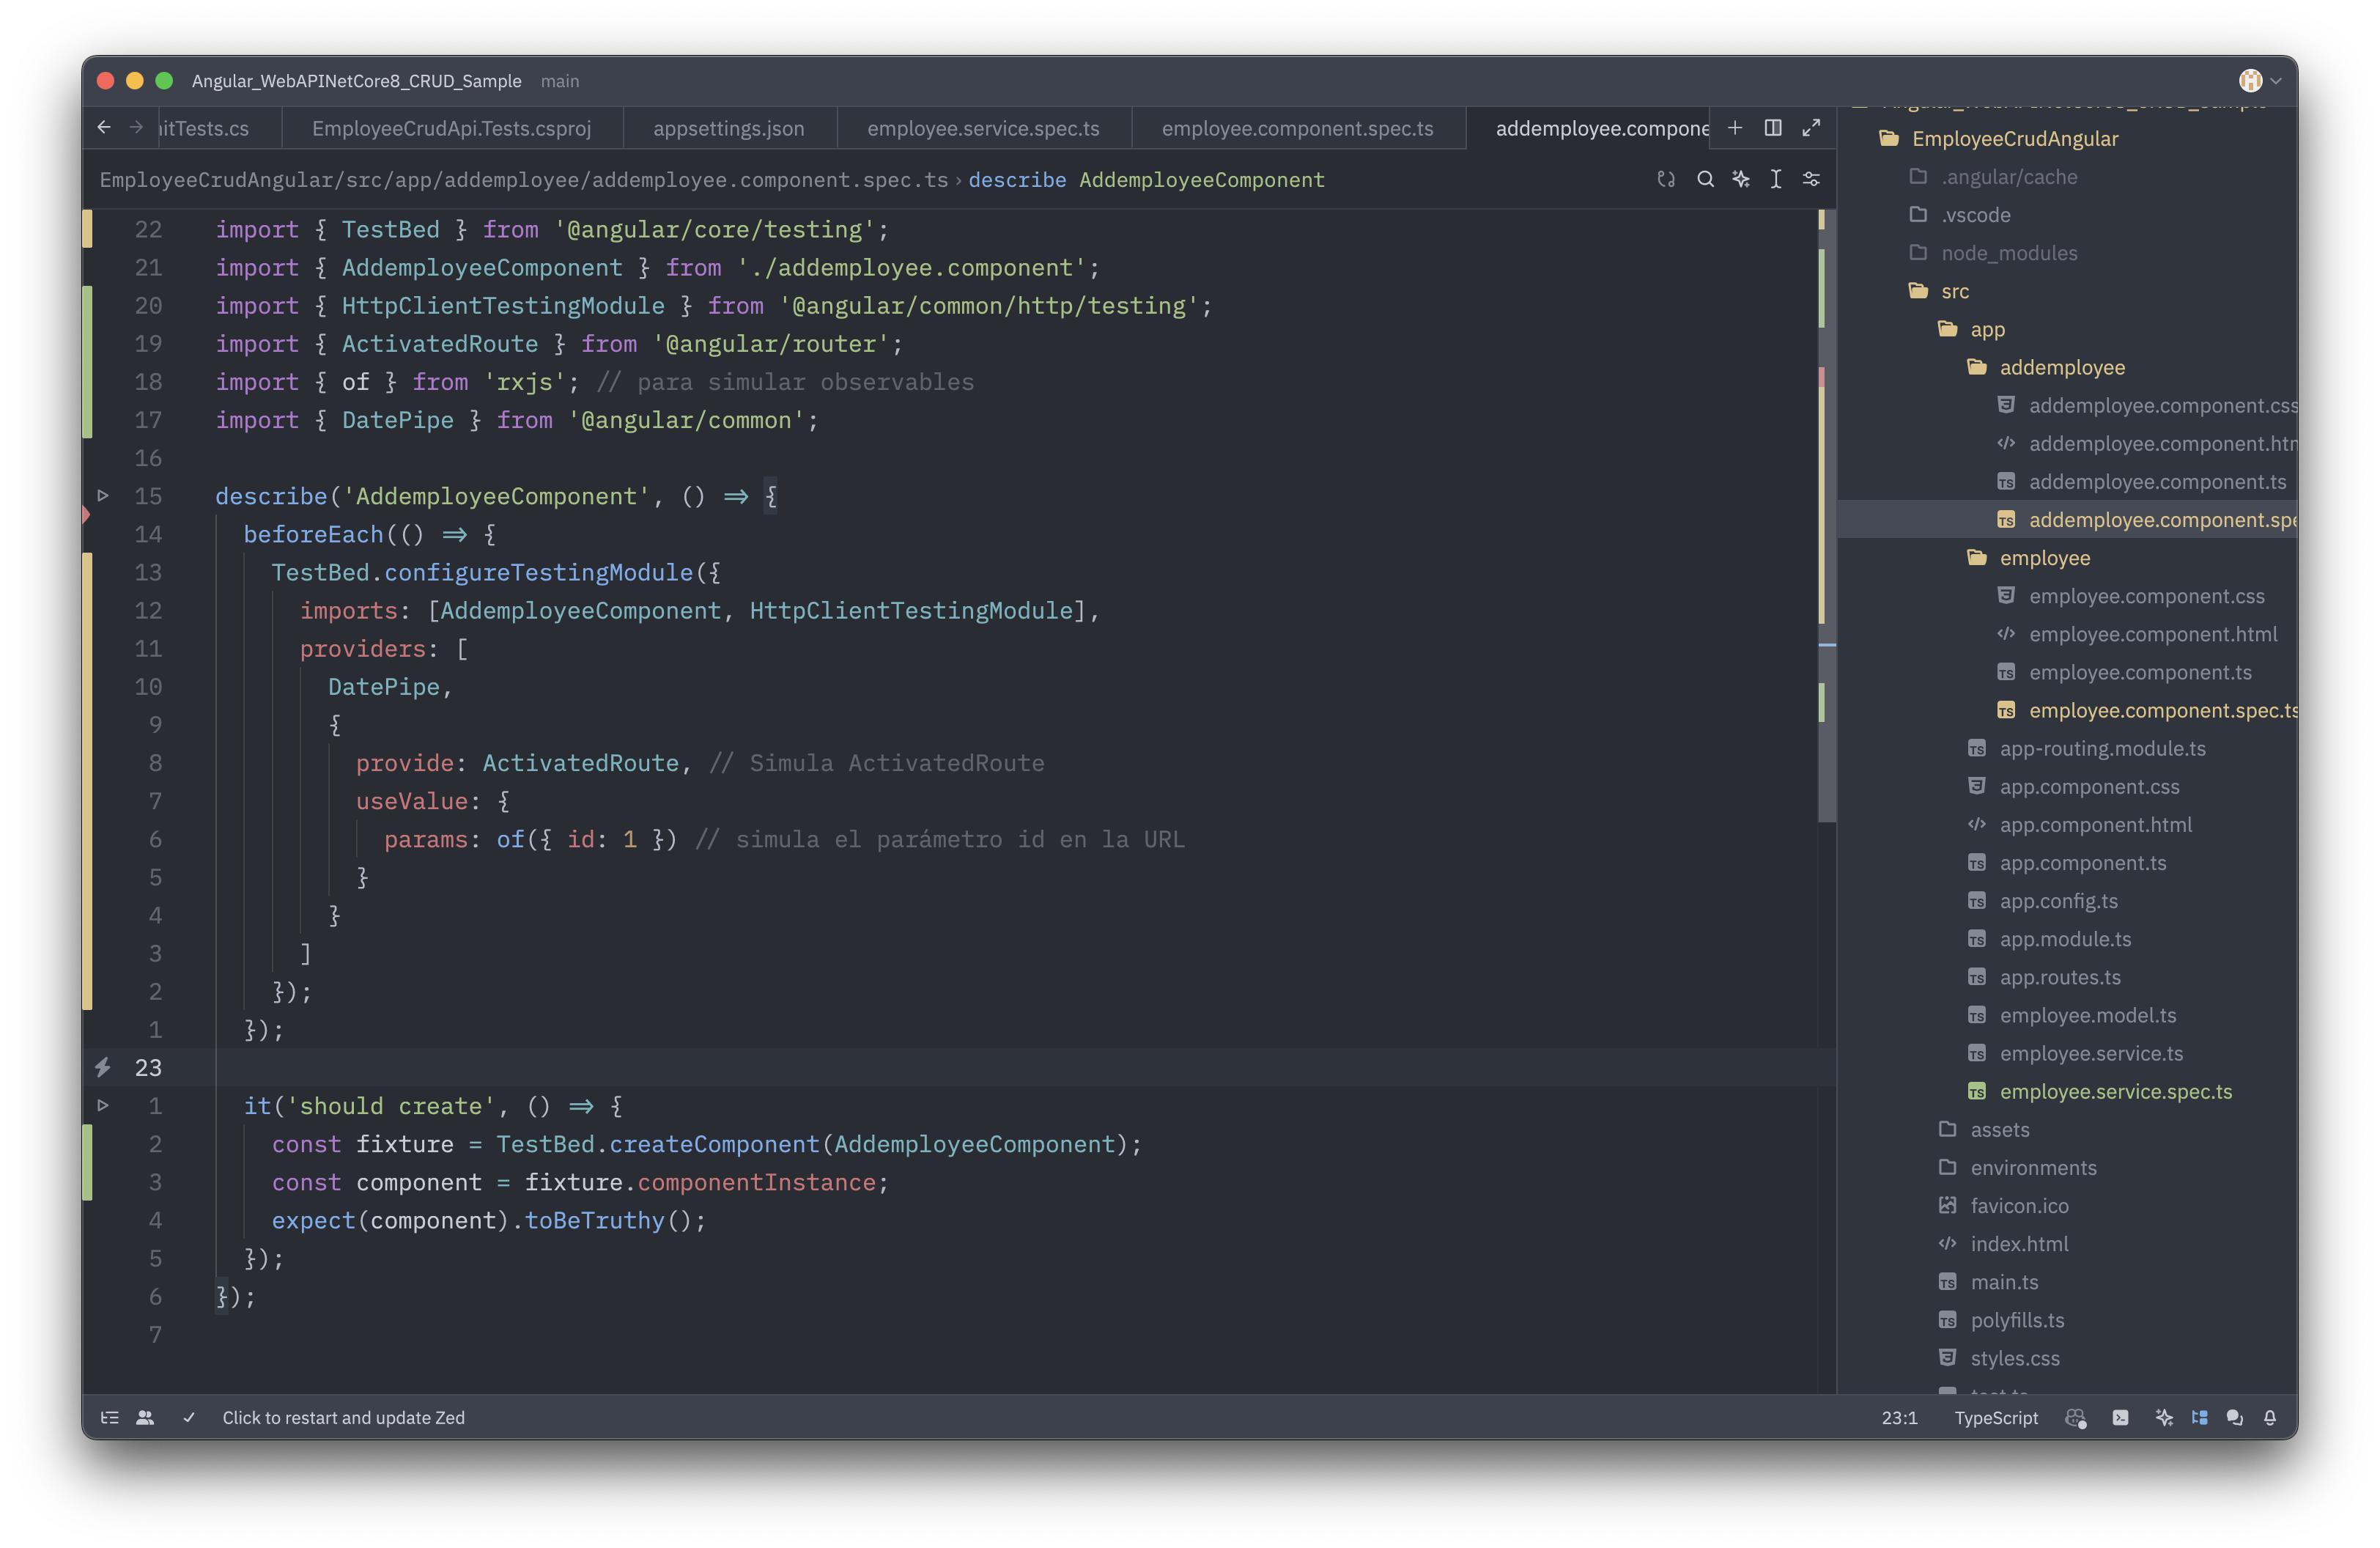 Angular_WebAPINetCore8_CRUD_Sample main
itTests.cs EmployeeCrudApi.Tests.csproj appsettings.json employee.service.spec.ts employee.component.spec.ts addemployee.compone
EmployeeCrudAngular/src/app/addemployee/addemployee.component.spec.ts › describe AddemployeeComponent
22 import { TestBed } from '@angular/core/testing';
21 import { AddemployeeComponent } from './addemployee.component';
20 import { HttpClientTestingModule } from '@angular/common/http/testing';
19 import { ActivatedRoute } from '@angular/router';
18 import { of } from 'rxjs'; // para simular observables
17 import { DatePipe } from '@angular/common';
16
15 describe('AddemployeeComponent', () => {
14 beforeEach(() => {
13 TestBed.configureTestingModule({
12 imports: [AddemployeeComponent, HttpClientTestingModule],
11 providers: [
10 DatePipe,
9 {
8 provide: ActivatedRoute, // Simula ActivatedRoute
7 useValue: {
6 params: of({ id: 1 }) // simula el parámetro id en la URL
5 }
4 }
3 ]
2 });
1 });
23
1 it('should create', () => {
2 const fixture = TestBed.createComponent(AddemployeeComponent);
3 const component = fixture.componentInstance;
4 expect(component).toBeTruthy();
5 });
6 });
7
EmployeeCrudAngular
.angular/cache
.vscode
node_modules
src
app
addemployee
addemployee.component.css
addemployee.component.htm
addemployee.component.ts
addemployee.component.spe
employee
employee.component.css
employee.component.html
employee.component.ts
employee.component.spec.ts
app-routing.module.ts
app.component.css
app.component.html
app.component.ts
app.config.ts
app.module.ts
app.routes.ts
employee.model.ts
employee.service.ts
employee.service.spec.ts
assets
environments
favicon.ico
index.html
main.ts
polyfills.ts
styles.css
Click to restart and update Zed 23:1 TypeScript